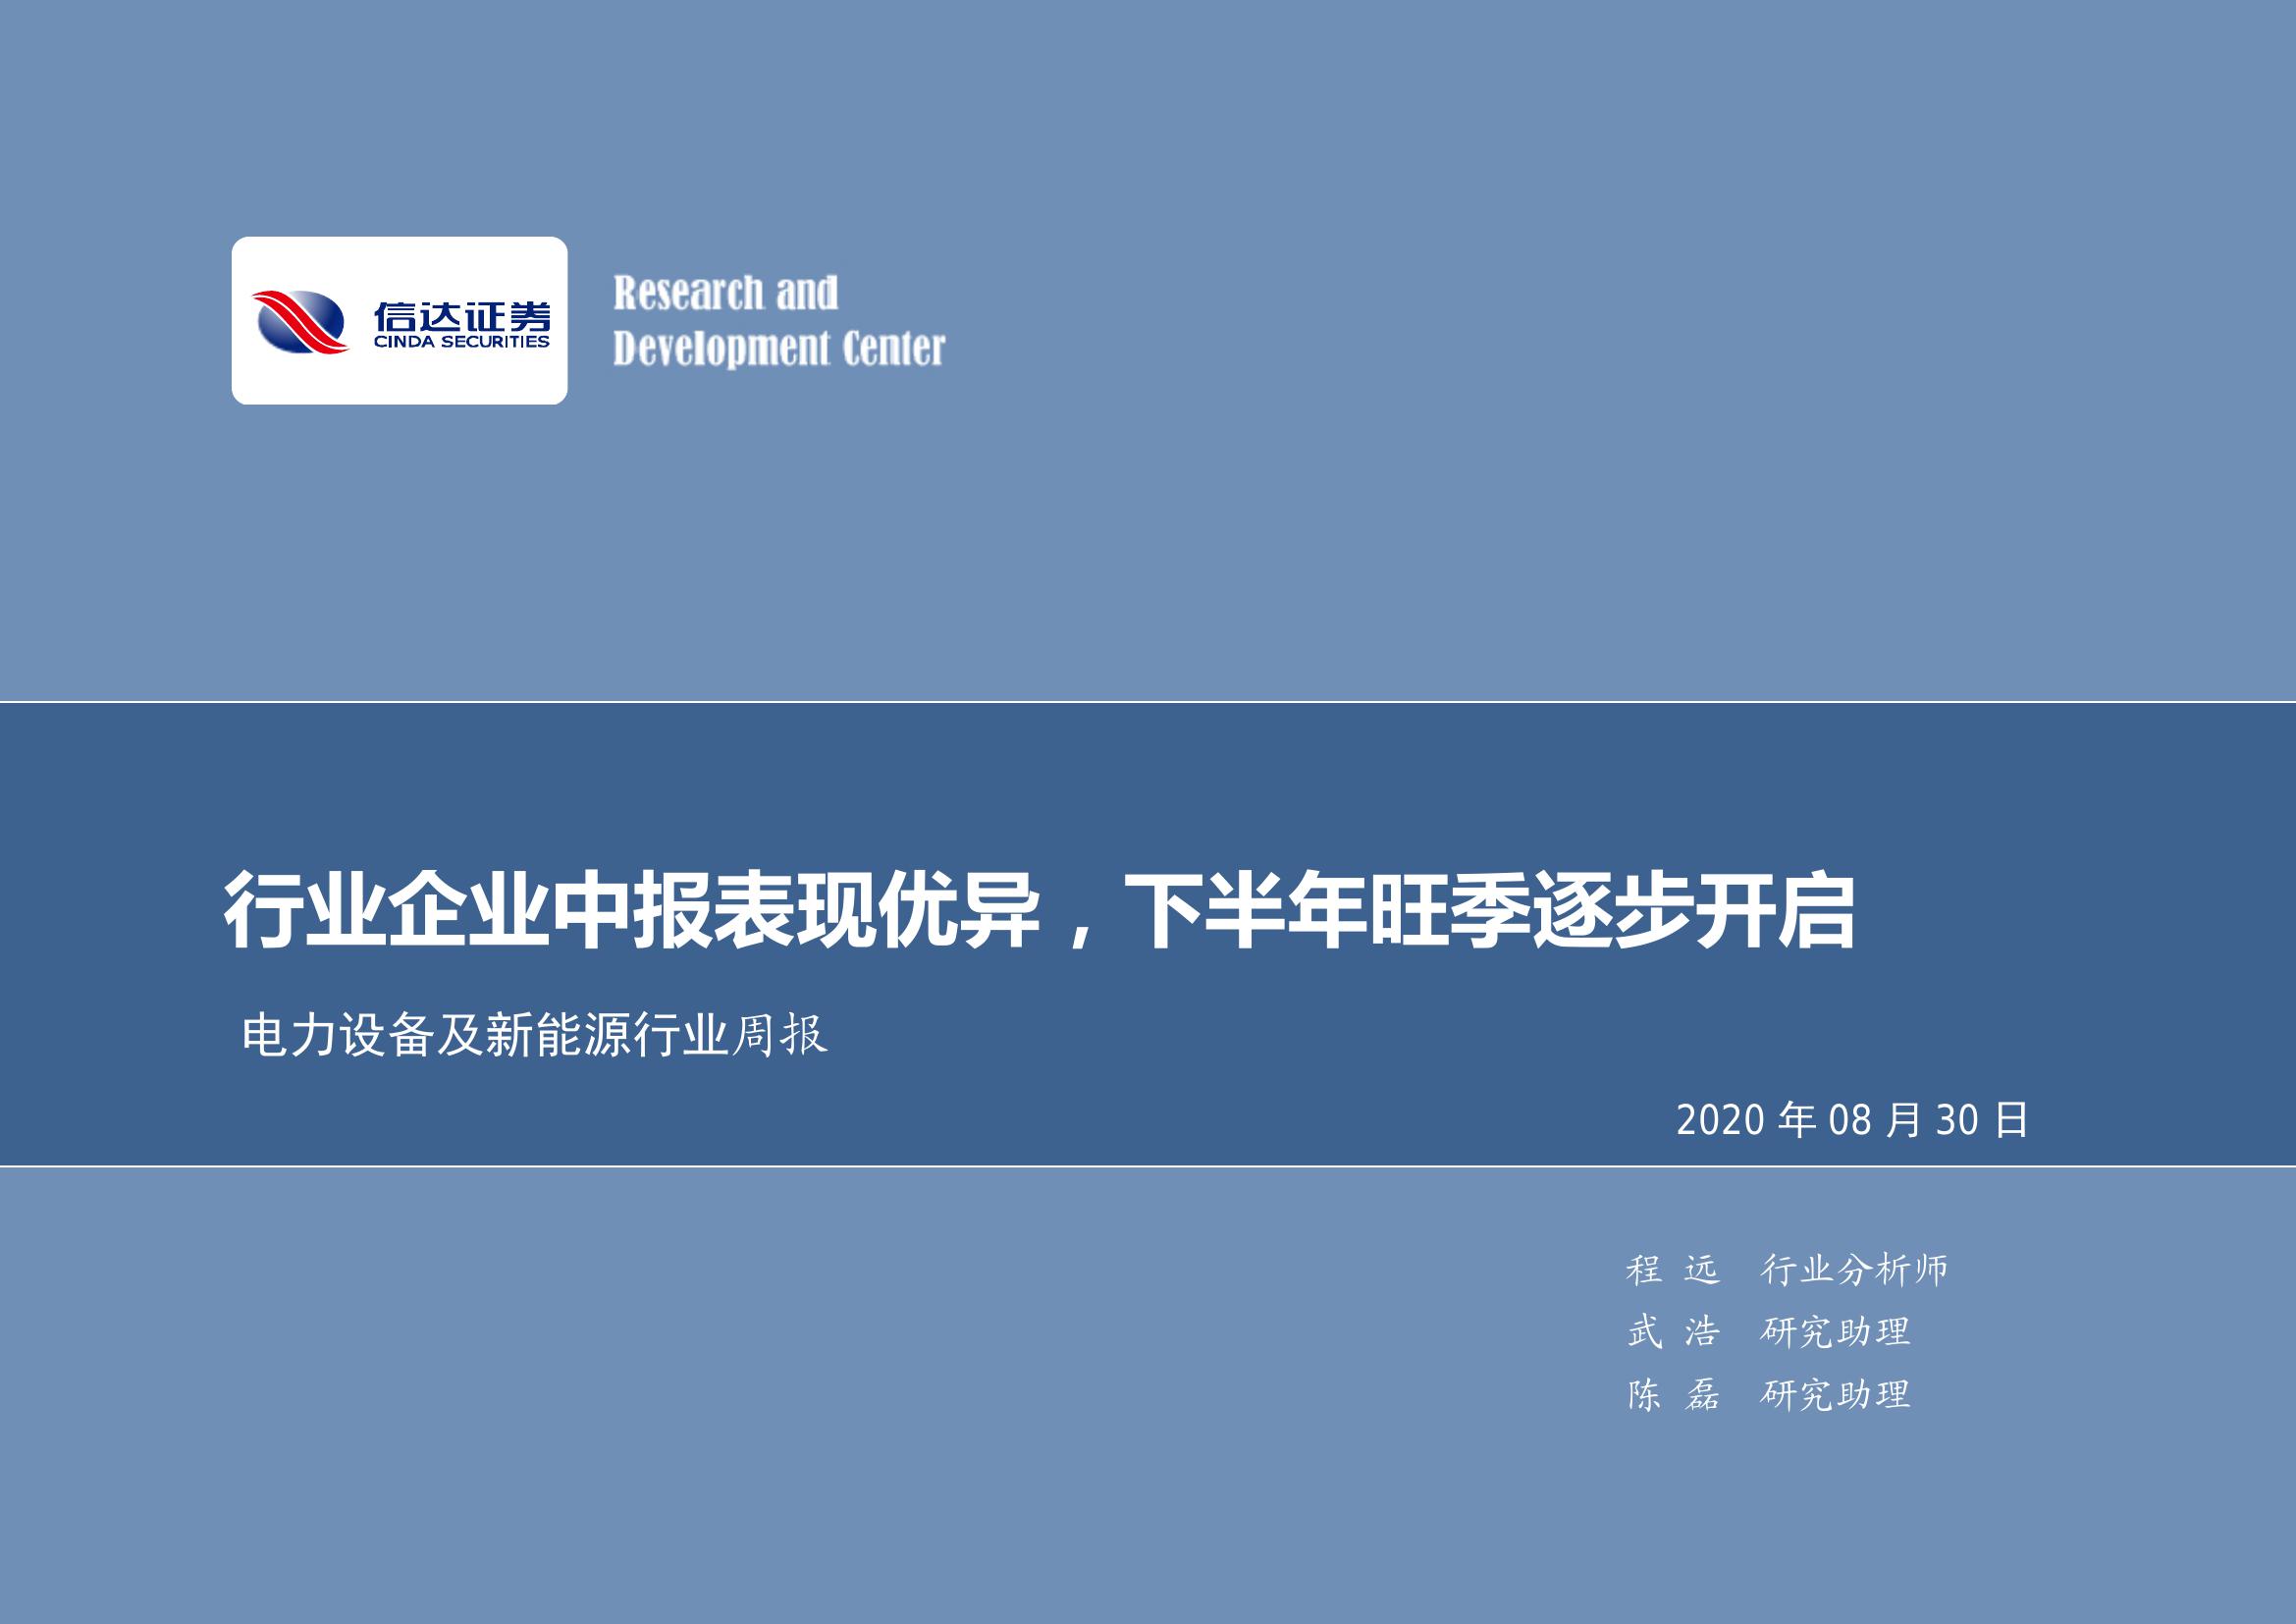 信达证券
CINDA SECURITIES
Research and
Development Center
行业企业中报表现优异，下半年旺季逐步开启
电力设备及新能源行业周报
2020 年 08 月 30 日
程 远 行业分析师
武 浩 研究助理
陈 磊 研究助理